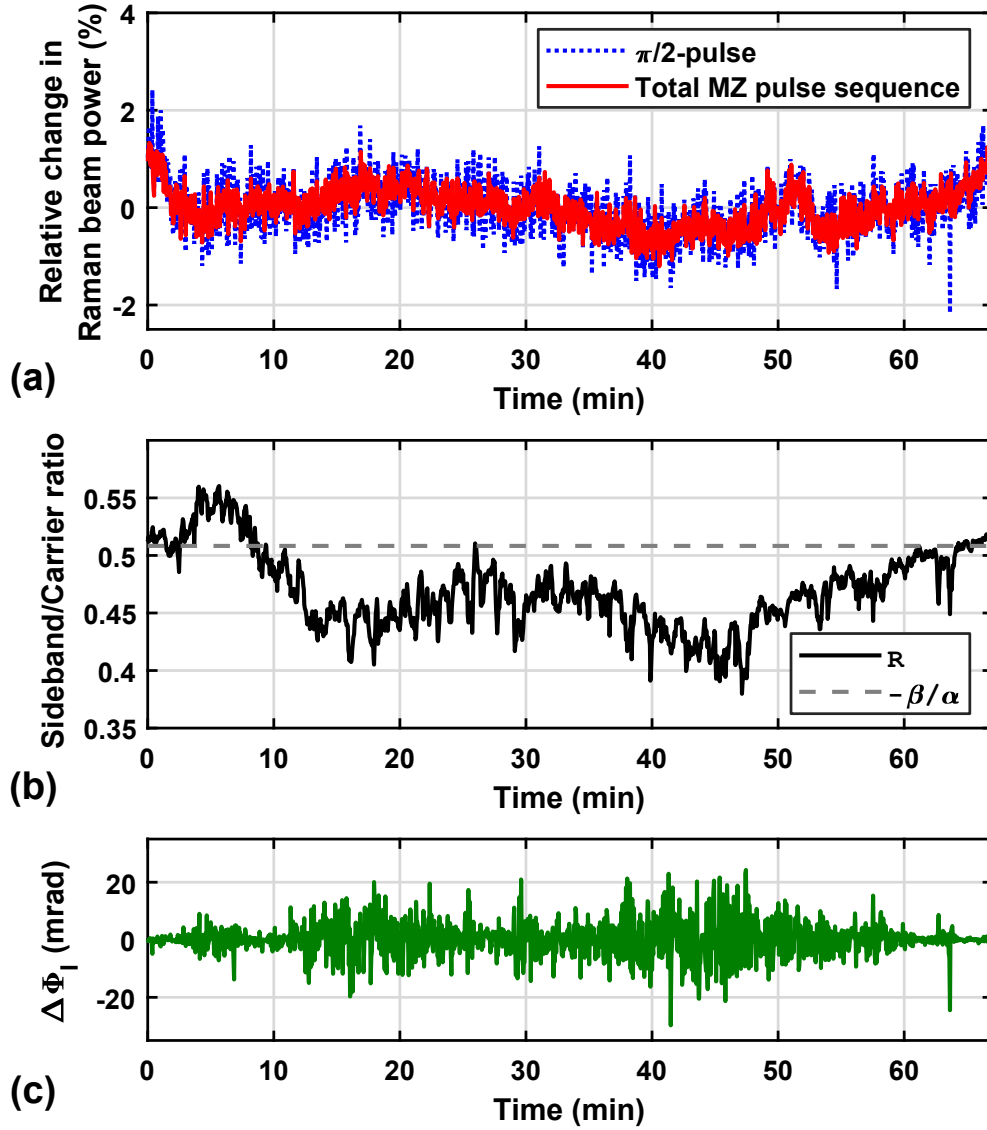 Relative change in
Raman beam power (%)
4
2
0
-2
π/2-pulse
Total MZ pulse sequence
0 10 20 30 40 50 60
Time (min)
(a)
Sideband/Carrier ratio
0.55
0.5
0.45
0.4
0.35
R
-β/α
0 10 20 30 40 50 60
Time (min)
(b)
ΔΦI (mrad)
20
0
-20
0 10 20 30 40 50 60
Time (min)
(c)